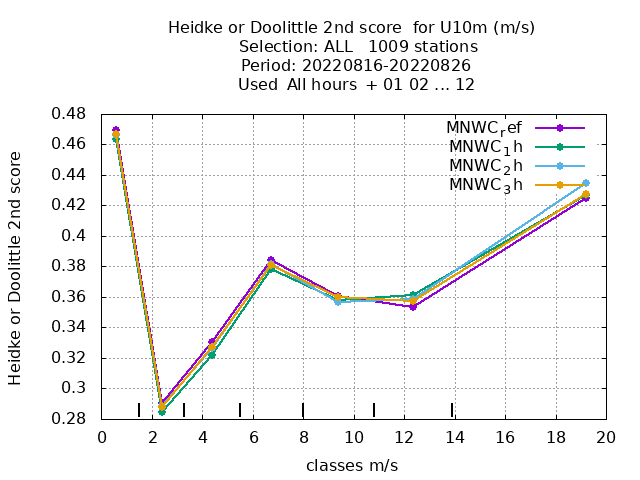 Heidke or Doolittle 2nd score  for U10m (m/s)
Selection: ALL   1009 stations
Period: 20220816-20220826
Used  All hours  + 01 02 ... 12
Heidke or Doolittle 2nd score
0.48
0.46
0.44
0.42
0.4
0.38
0.36
0.34
0.32
0.3
0.28
MNWC_ref
MNWC_1h
MNWC_2h
MNWC_3h
0 2 4 6 8 10 12 14 16 18 20
classes m/s